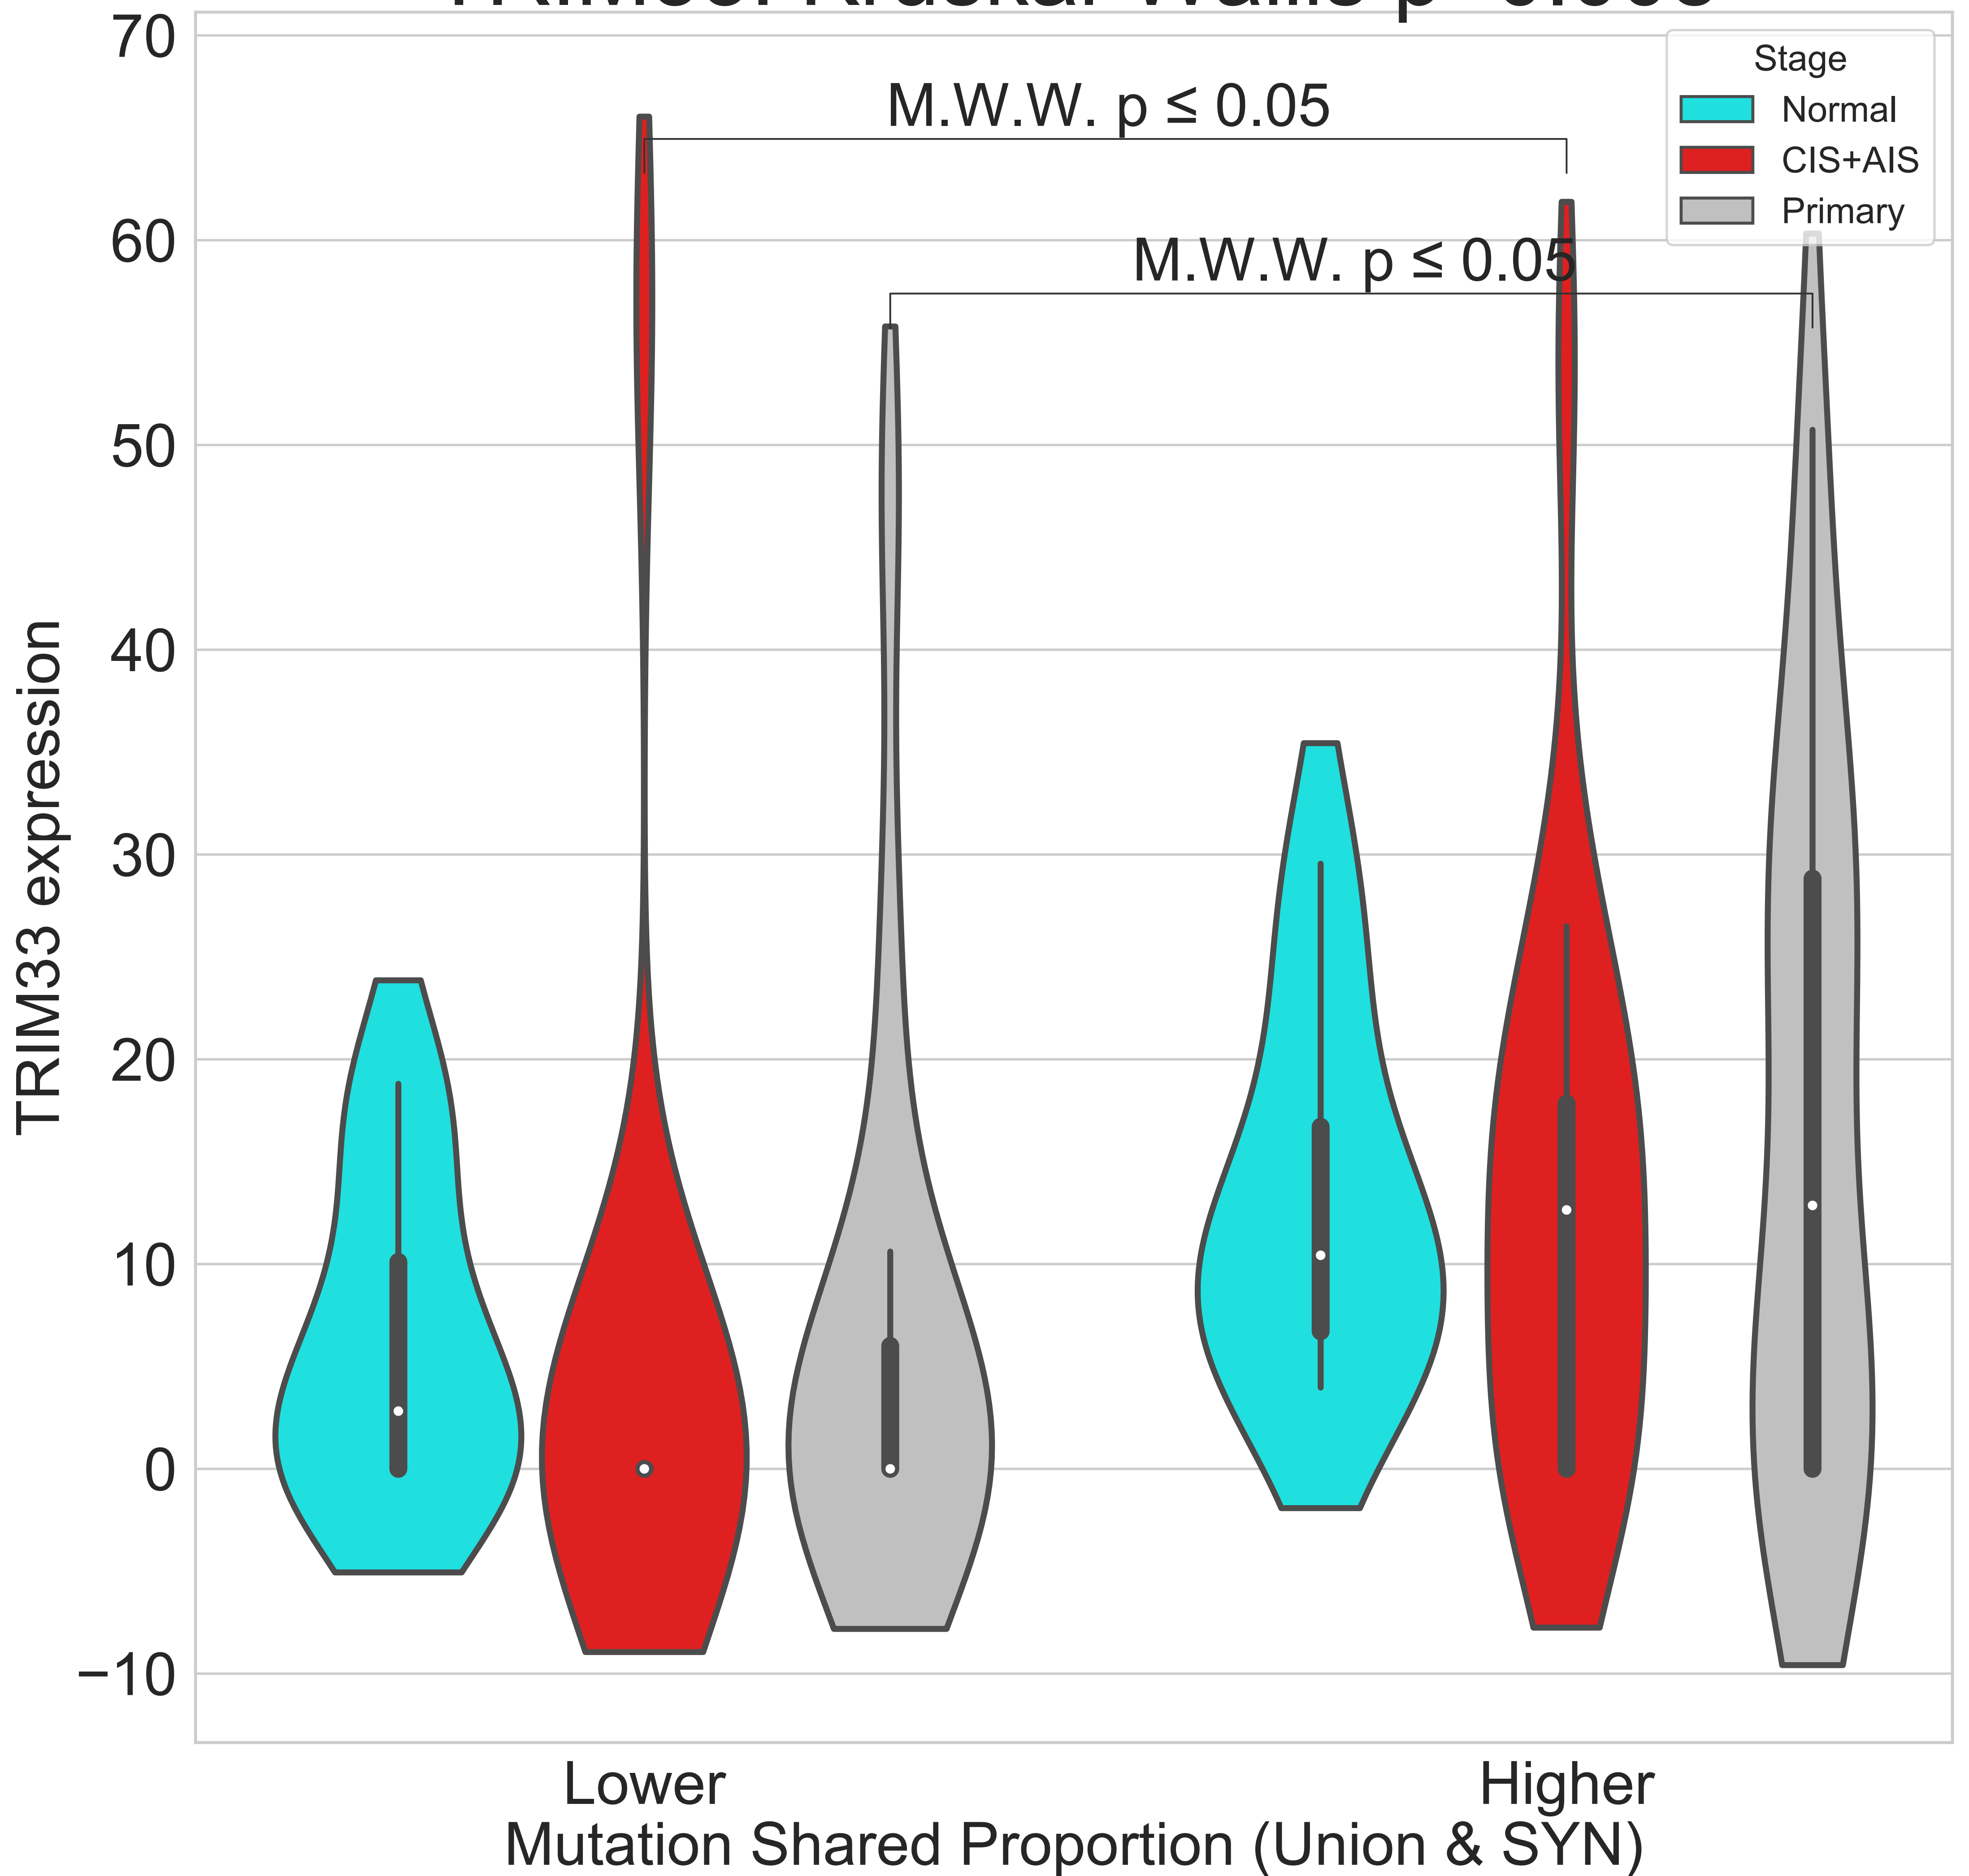 70
60
50
40
30
20
10
0
−10
TRIM33 expression
M.W.W. p ≤ 0.05
M.W.W. p ≤ 0.05
Stage
Normal
CIS+AIS
Primary
Lower
Higher
Mutation Shared Proportion (Union & SYN)